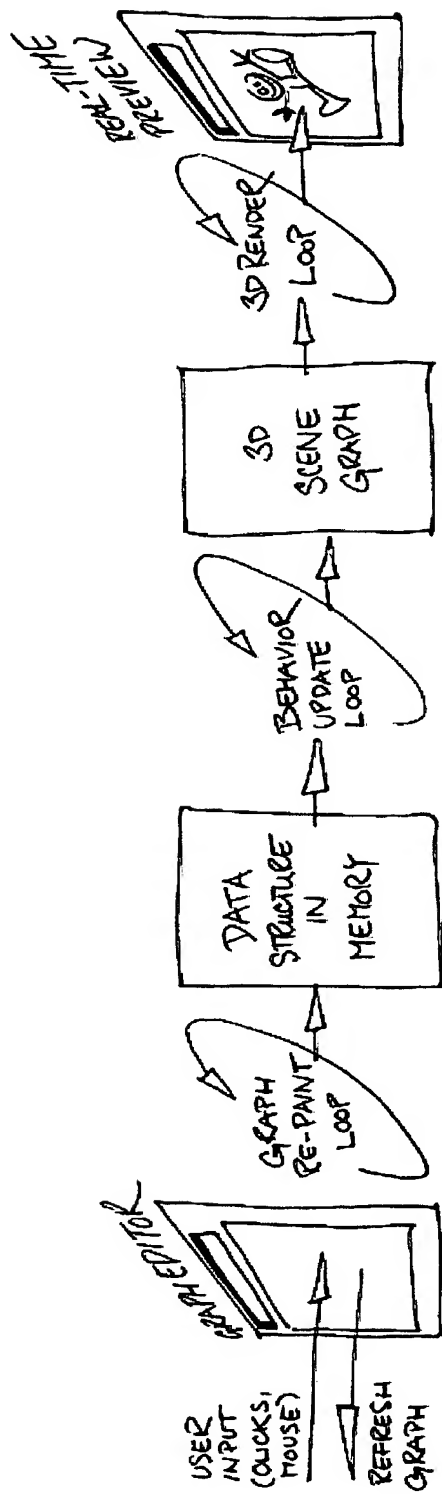 USER
INPUT
(CLICKS,
MOUSE)
REFRESH
GRAPH
GRAPH EDITOR
GRAPH
RE-PAINT
LOOP
DATA
STRUCTURE
IN
MEMORY
BEHAVIOR
UPDATE
LOOP
3D
SCENE
GRAPH
3D RENDER
LOOP
REAL-TIME
PREVIEW